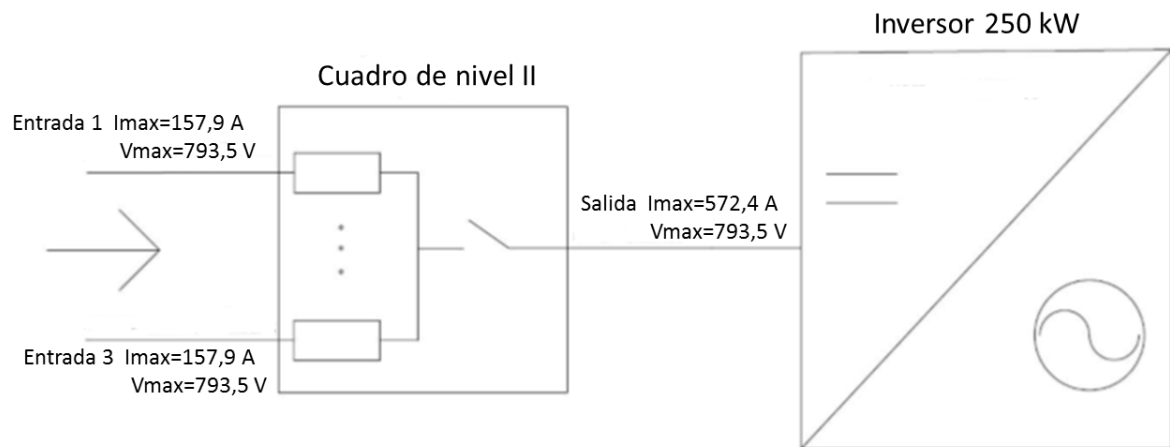 Inversor 250 kW
Cuadro de nivel II
Entrada 1  Imax=157,9 A
Vmax=793,5 V
Salida  Imax=572,4 A
Vmax=793,5 V
Entrada 3  Imax=157,9 A
Vmax=793,5 V